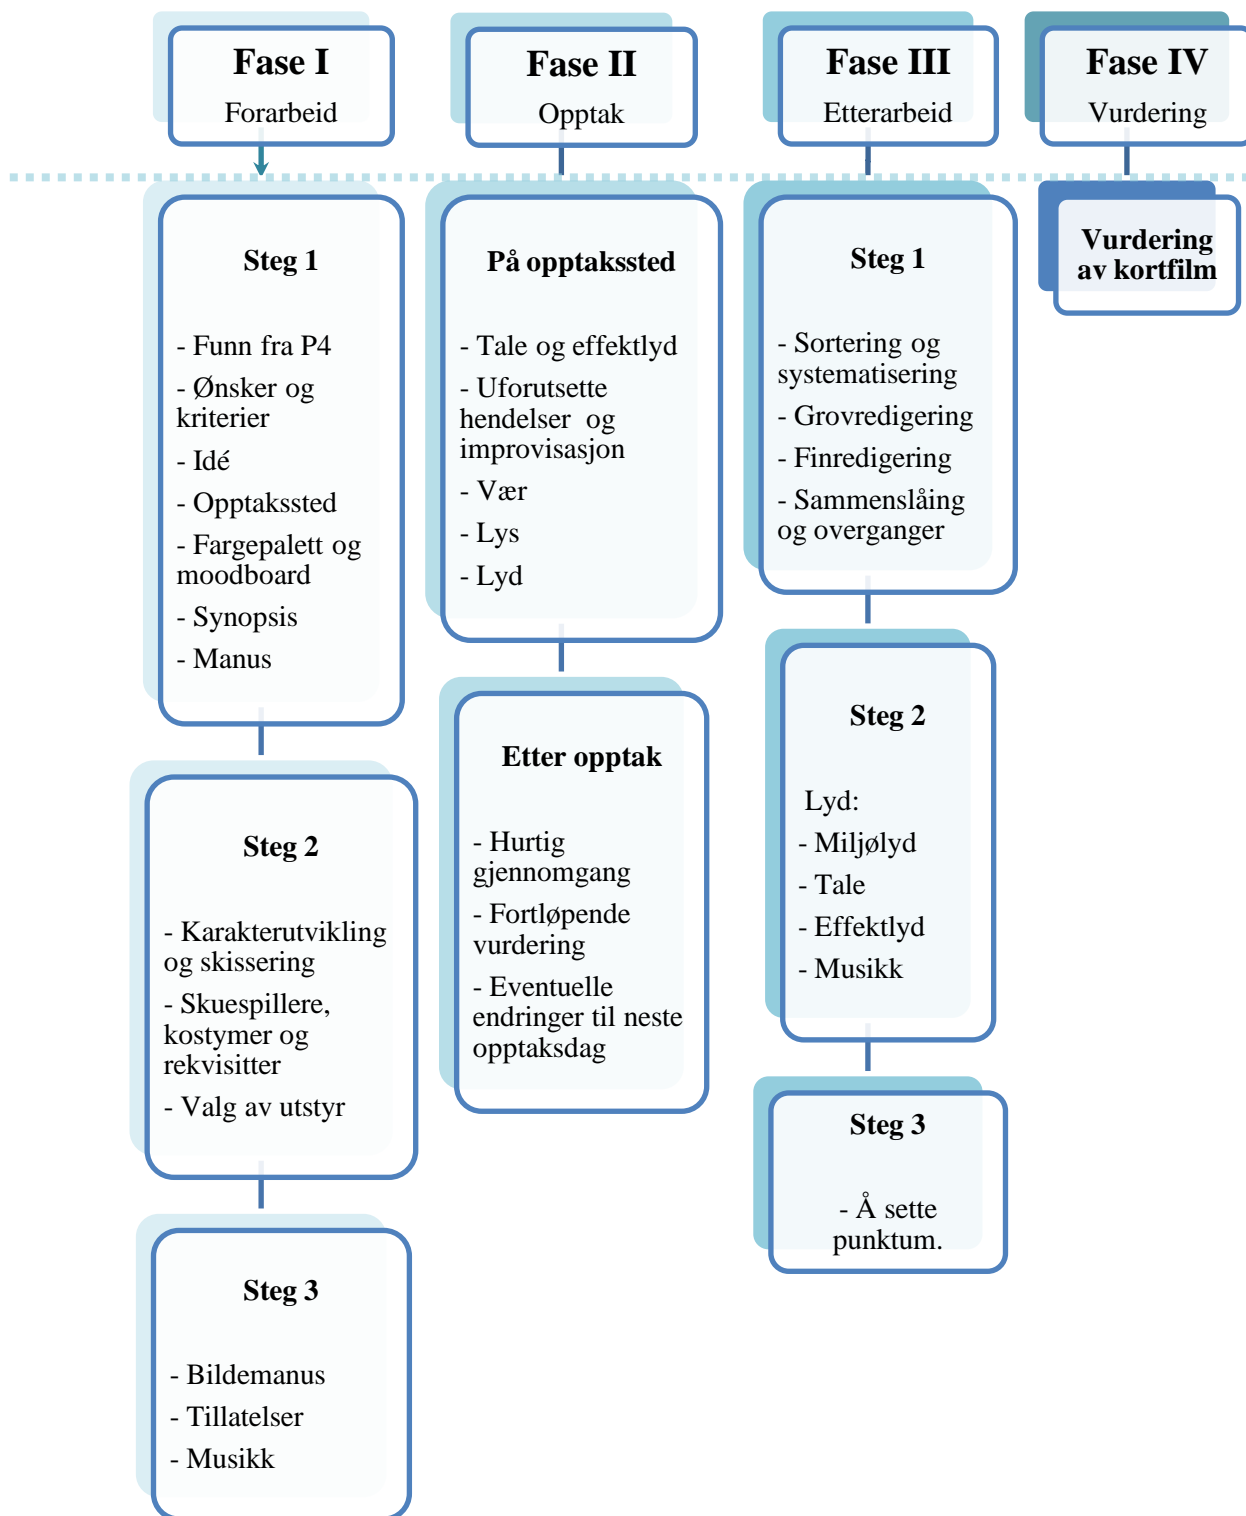 Fase I
Forarbeid
Steg 1
- Funn fra P4
- Ønsker og
kriterier
- Idé
- Opptakssted
- Fargepalett og
moodboard
- Synopsis
- Manus
Steg 2
- Karakterutvikling
og skissering
- Skuespillere,
kostymer og
rekvisitter
- Valg av utstyr
Steg 3
- Bildemanus
- Tillatelser
- Musikk
Fase II
Opptak
På opptakssted
- Tale og effektlyd
- Uforutsette
hendelser og
improvisasjon
- Vær
- Lys
- Lyd
Etter opptak
- Hurtig
gjennomgang
- Fortløpende
vurdering
- Eventuelle
endringer til neste
opptaksdag
Fase III
Etterarbeid
Steg 1
- Sortering og
systematisering
- Grovredigering
- Finredigering
- Sammenslåing
og overganger
Steg 2
Lyd:
- Miljølyd
- Tale
- Effektlyd
- Musikk
Steg 3
- Å sette
punktum.
Fase IV
Vurdering
Vurdering
av kortfilm